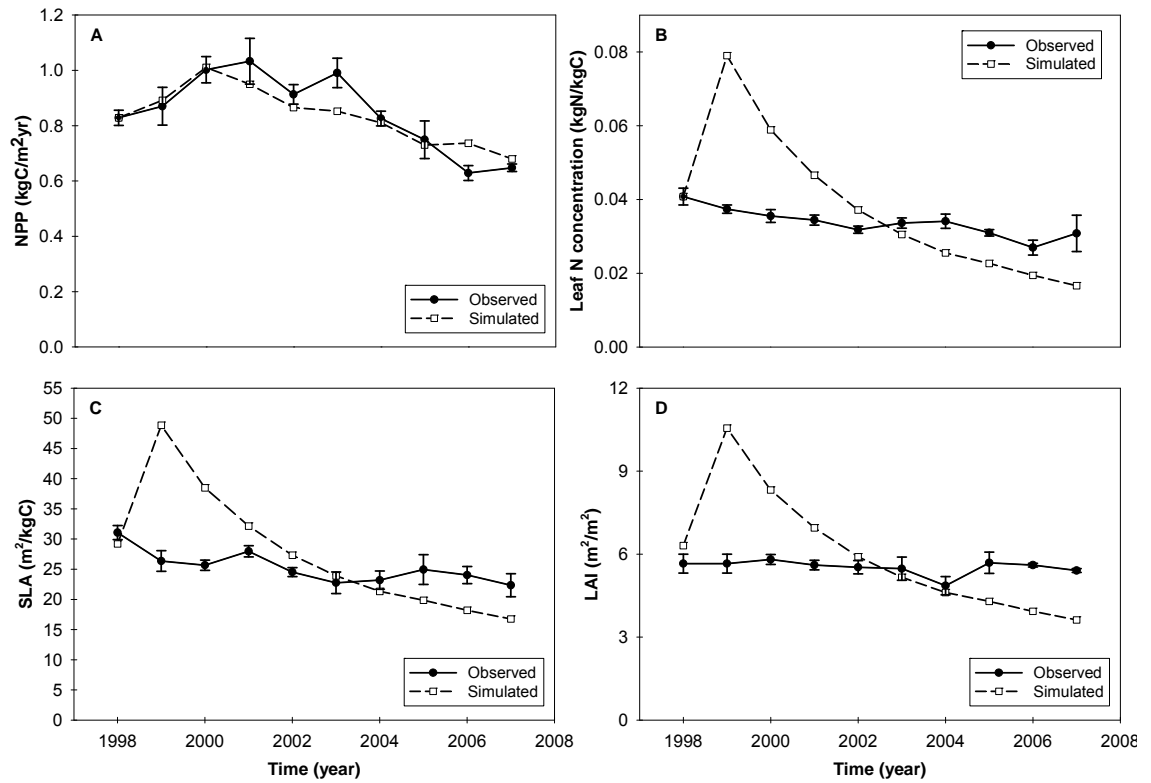 A
NPP (kgC/m²yr)
1.2
1.0
0.8
0.6
0.4
0.2
0.0
Observed
Simulated
B
Leaf N concentration (kgN/kgC)
0.08
0.06
0.04
0.02
0.00
Observed
Simulated
C
SLA (m²/kgC)
55
50
45
40
35
30
25
20
15
10
5
0
Observed
Simulated
1998 2000 2002 2004 2006 2008
Time (year)
D
LAI (m²/m²)
12
9
6
3
0
Observed
Simulated
1998 2000 2002 2004 2006 2008
Time (year)